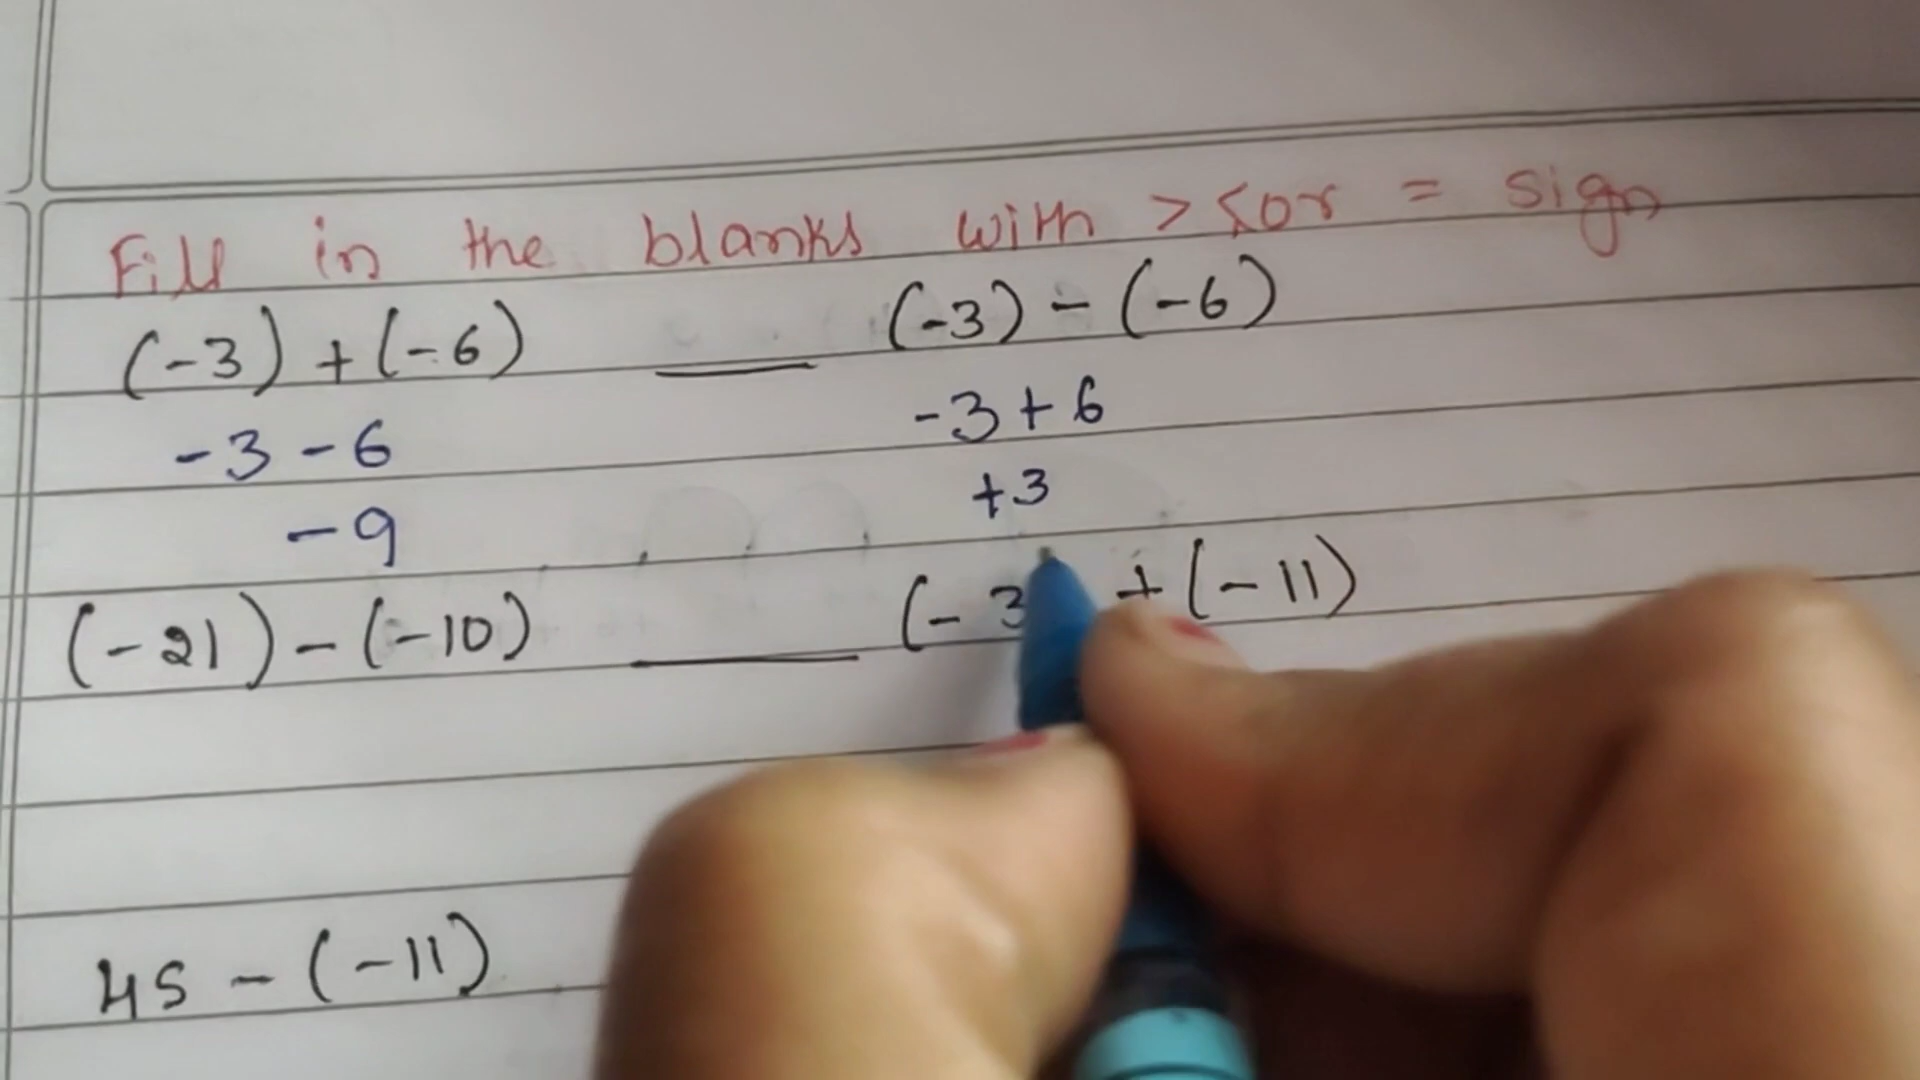 Fill in the blanks with > < or = sign
(-3) + (-6) ____ (-3) - (-6)
-3 - 6 -3 + 6
-9 +3
(-21) - (-10) ____ (-3 + (-11)
45 - (-11)